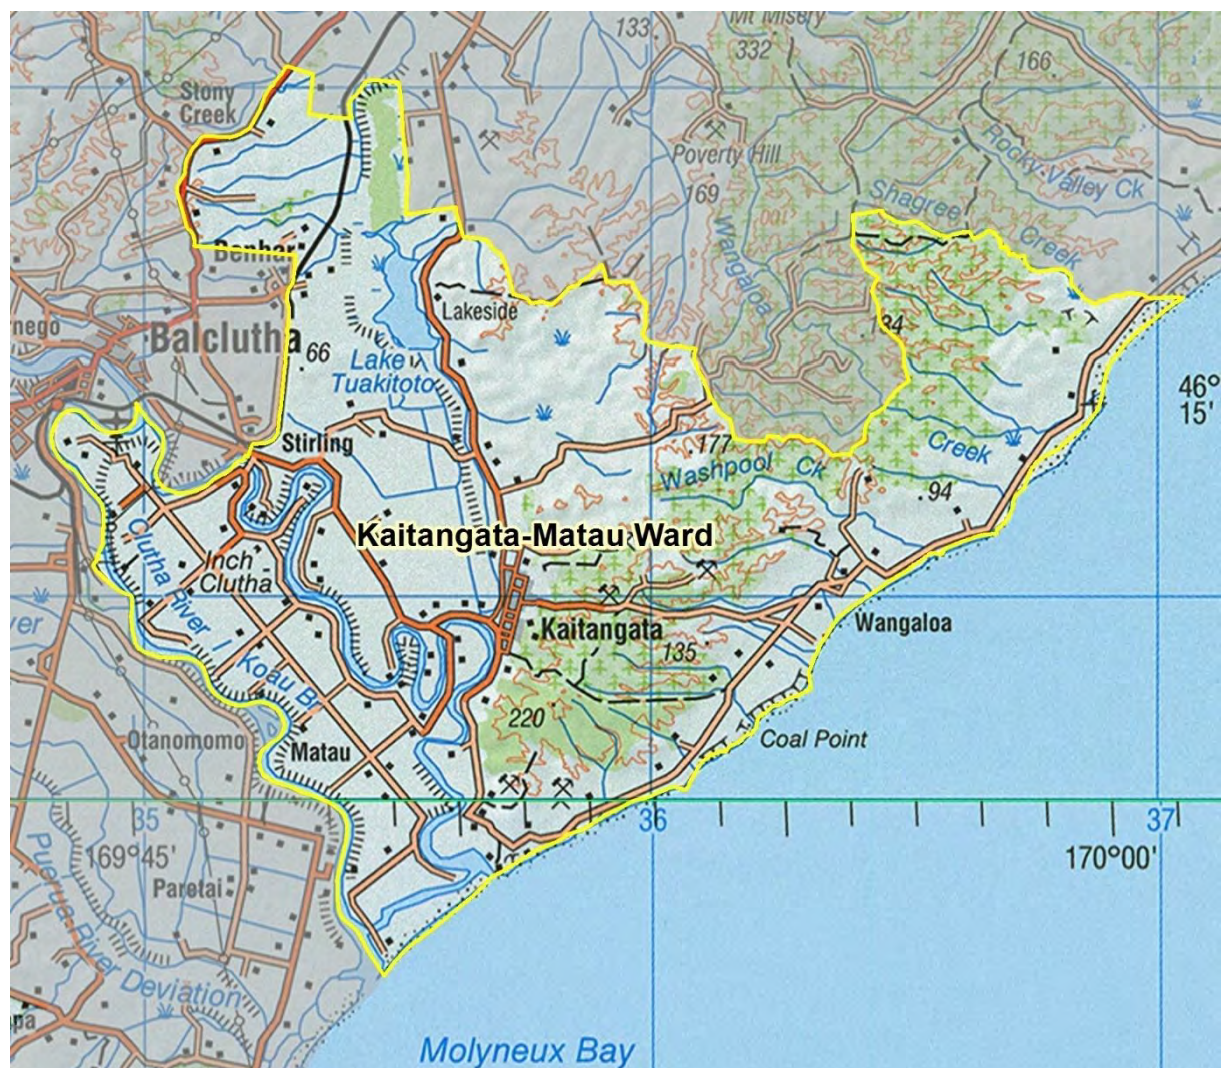 133
Mt Misery
332
166
Stony
Creek
Poverty Hill
Rocky Valley Ck
169
Shagree
Creek
Wangaloa
Benhar
Lakeside
184
Balclutha
66
Lake
Tuakitoto
46°
15'
Stirling
177
Washpool Ck
Creek
94
Kaitangata-Matau Ward
Clutha River / Koau Br
Inch
Clutha
Kaitangata
Wangaloa
135
220
Otanomomo
Matau
Coal Point
35
36
37
169°45'
170°00'
Paretai
Puerua River Deviation
Molyneux Bay